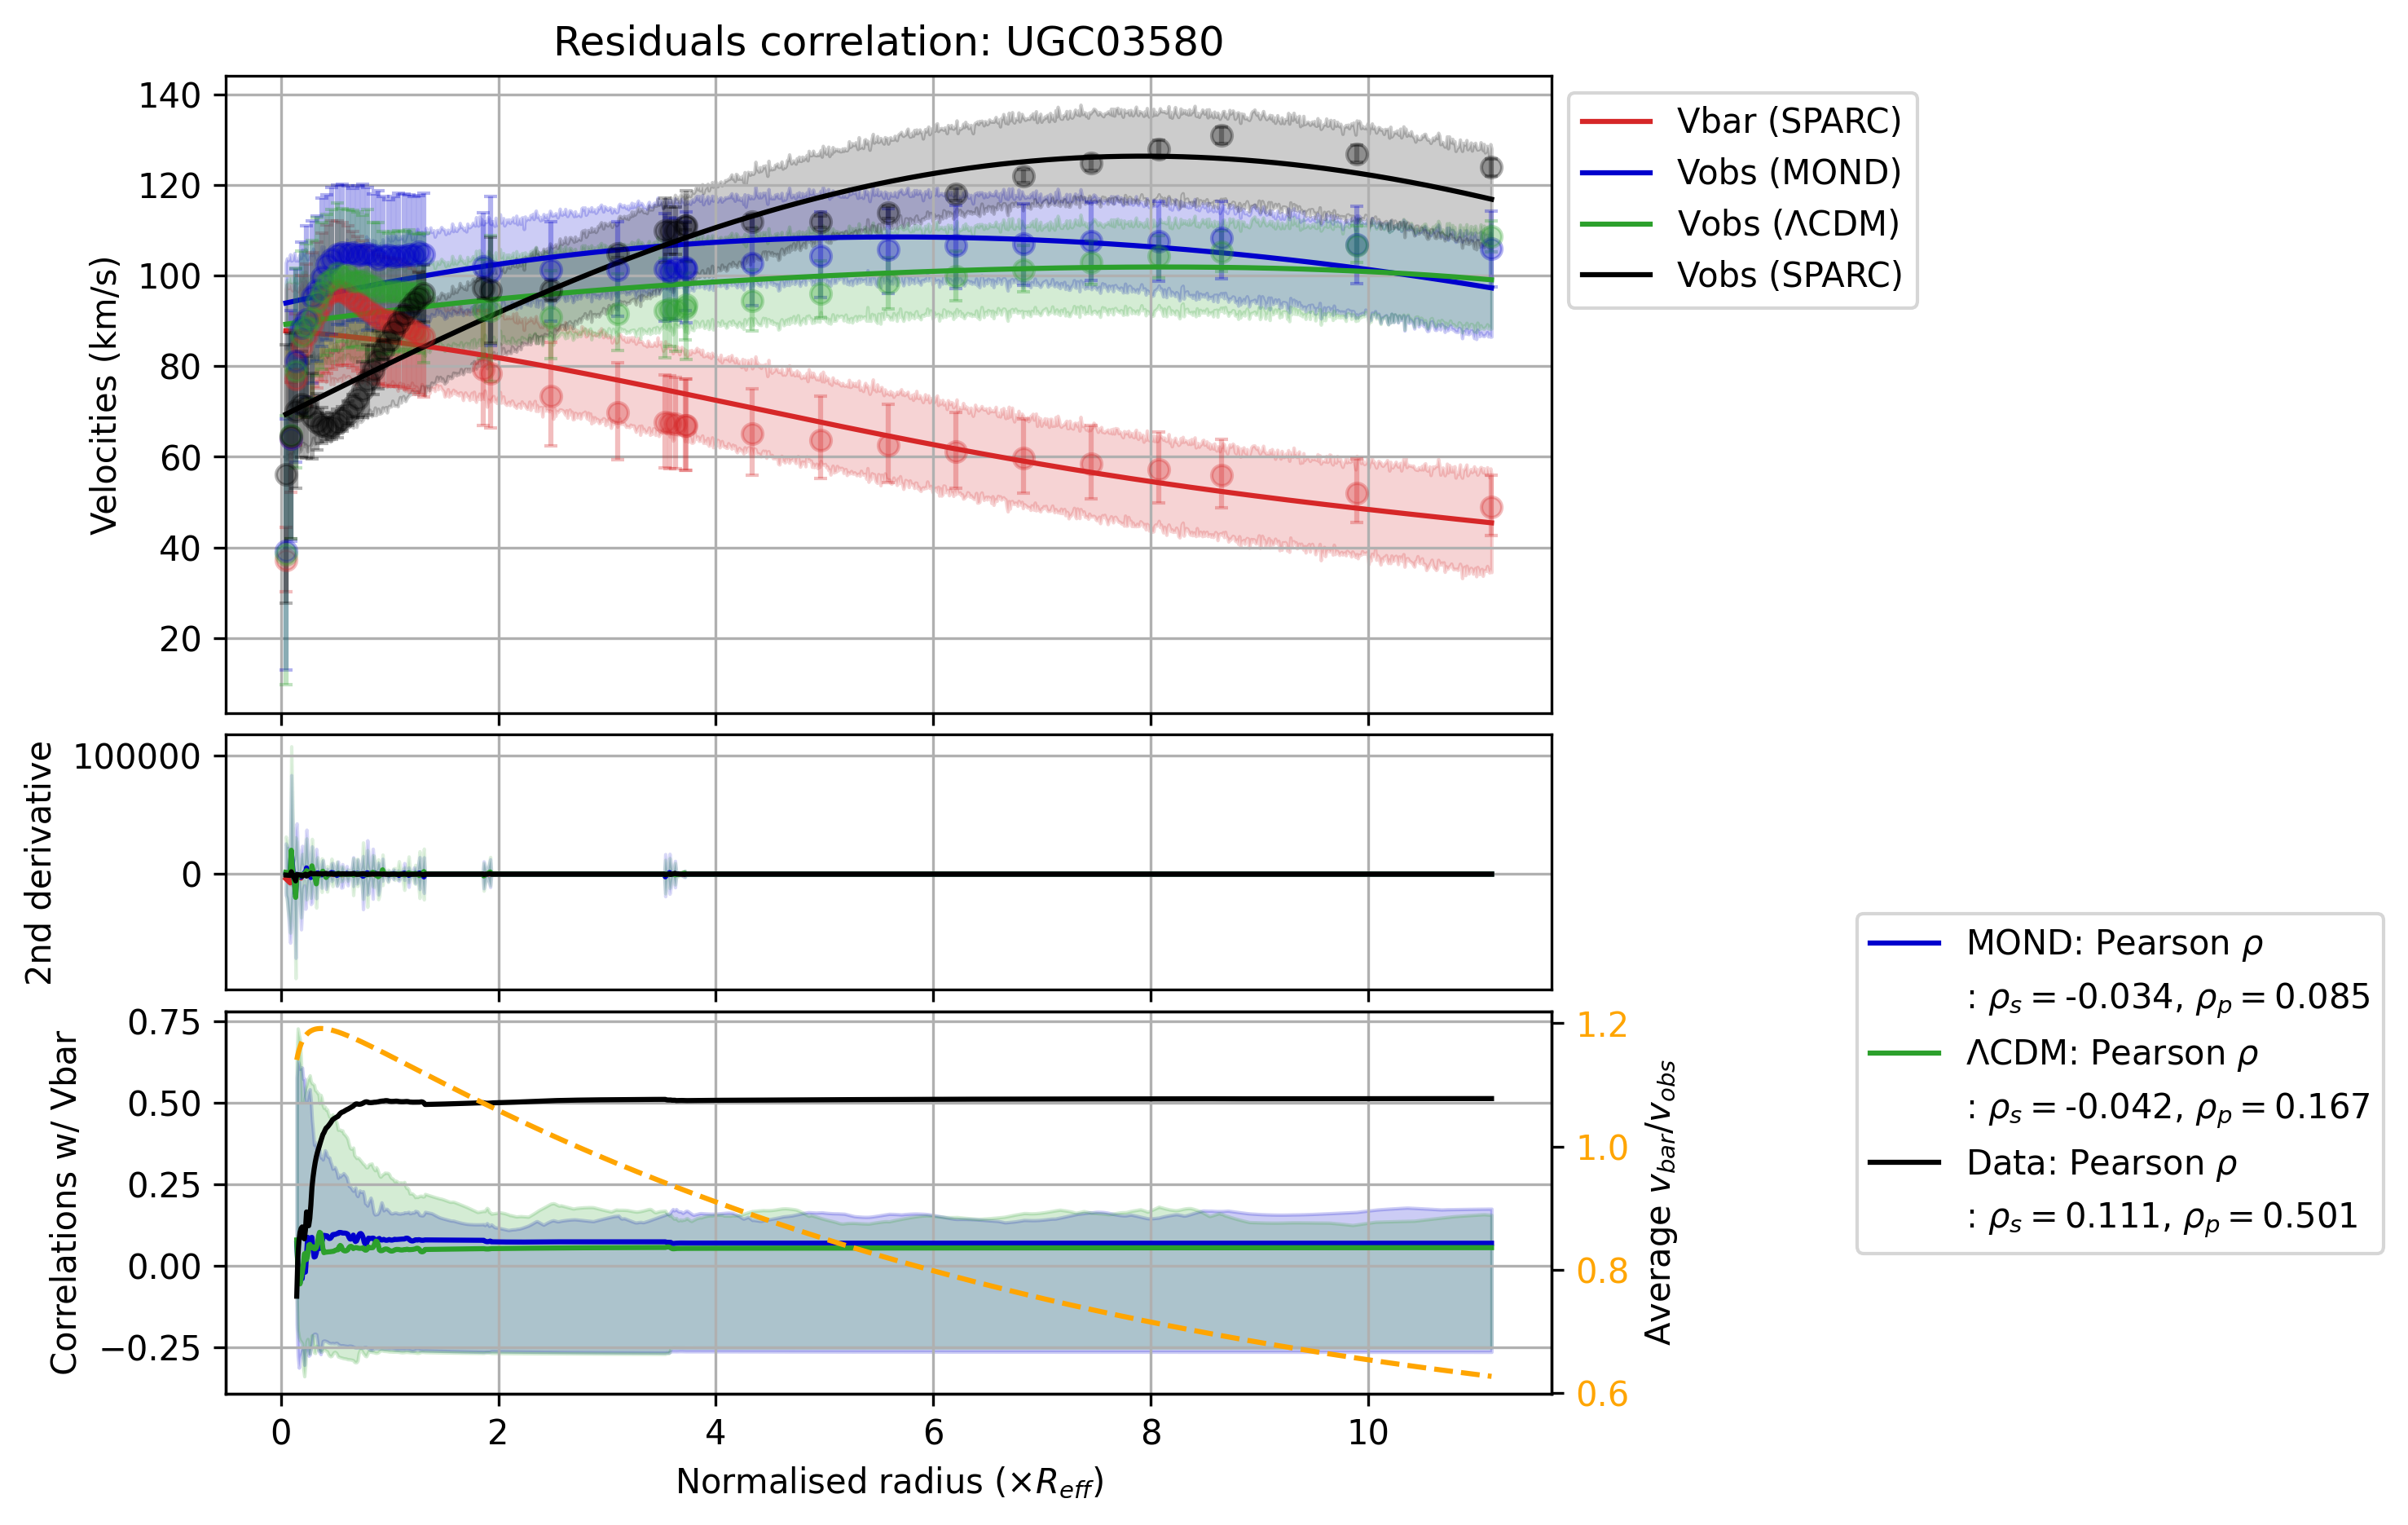 Residuals correlation: UGC03580
140
120
100
80
60
40
20
Velocities (km/s)
Vbar (SPARC)
Vobs (MOND)
Vobs (ΛCDM)
Vobs (SPARC)
100000
0
2nd derivative
0.75
0.50
0.25
0.00
−0.25
Correlations w/ Vbar
1.2
1.0
0.8
0.6
Average v_bar/v_obs
0 2 4 6 8 10
Normalised radius (×R_eff)
MOND: Pearson ρ
: ρ_s = -0.034, ρ_p = 0.085
ΛCDM: Pearson ρ
: ρ_s = -0.042, ρ_p = 0.167
Data: Pearson ρ
: ρ_s = 0.111, ρ_p = 0.501